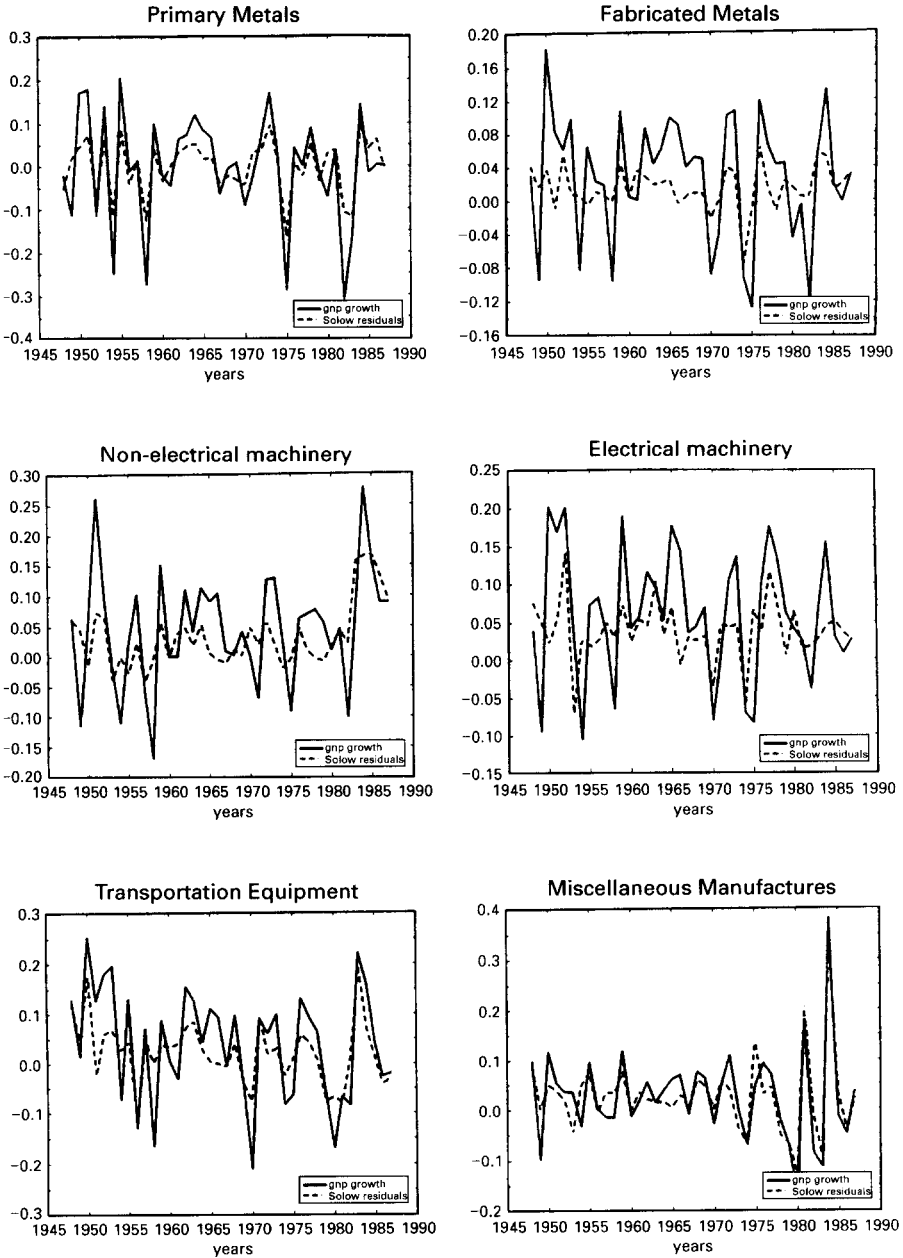 Primary Metals
0.3
0.2
0.1
0.0
−0.1
−0.2
−0.3
−0.4
gnp growth
Solow residuals
1945 1950 1955 1960 1965 1970 1975 1980 1985 1990
years
Fabricated Metals
0.20
0.16
0.12
0.08
0.04
0.00
−0.04
−0.08
−0.12
−0.16
gnp growth
Solow residuals
1945 1950 1955 1960 1965 1970 1975 1980 1985 1990
years
Non-electrical machinery
0.30
0.25
0.20
0.15
0.10
0.05
0.00
−0.05
−0.10
−0.15
−0.20
gnp growth
Solow residuals
1945 1950 1955 1960 1965 1970 1975 1980 1985 1990
years
Electrical machinery
0.25
0.20
0.15
0.10
0.05
0.00
0.05
−0.10
−0.15
gnp growth
Solow residuals
1945 1950 1955 1960 1965 1970 1975 1980 1985 1990
years
Transportation Equipment
0.3
0.2
0.1
0.0
−0.1
−0.2
−0.3
gnp growth
Solow residuals
1945 1950 1955 1960 1965 1970 1975 1980 1985 1990
years
Miscellaneous Manufactures
0.4
0.3
0.2
0.1
0.0
−0.1
−0.2
gnp growth
Solow residuals
1945 1950 1955 1960 1965 1970 1975 1980 1985 1990
years